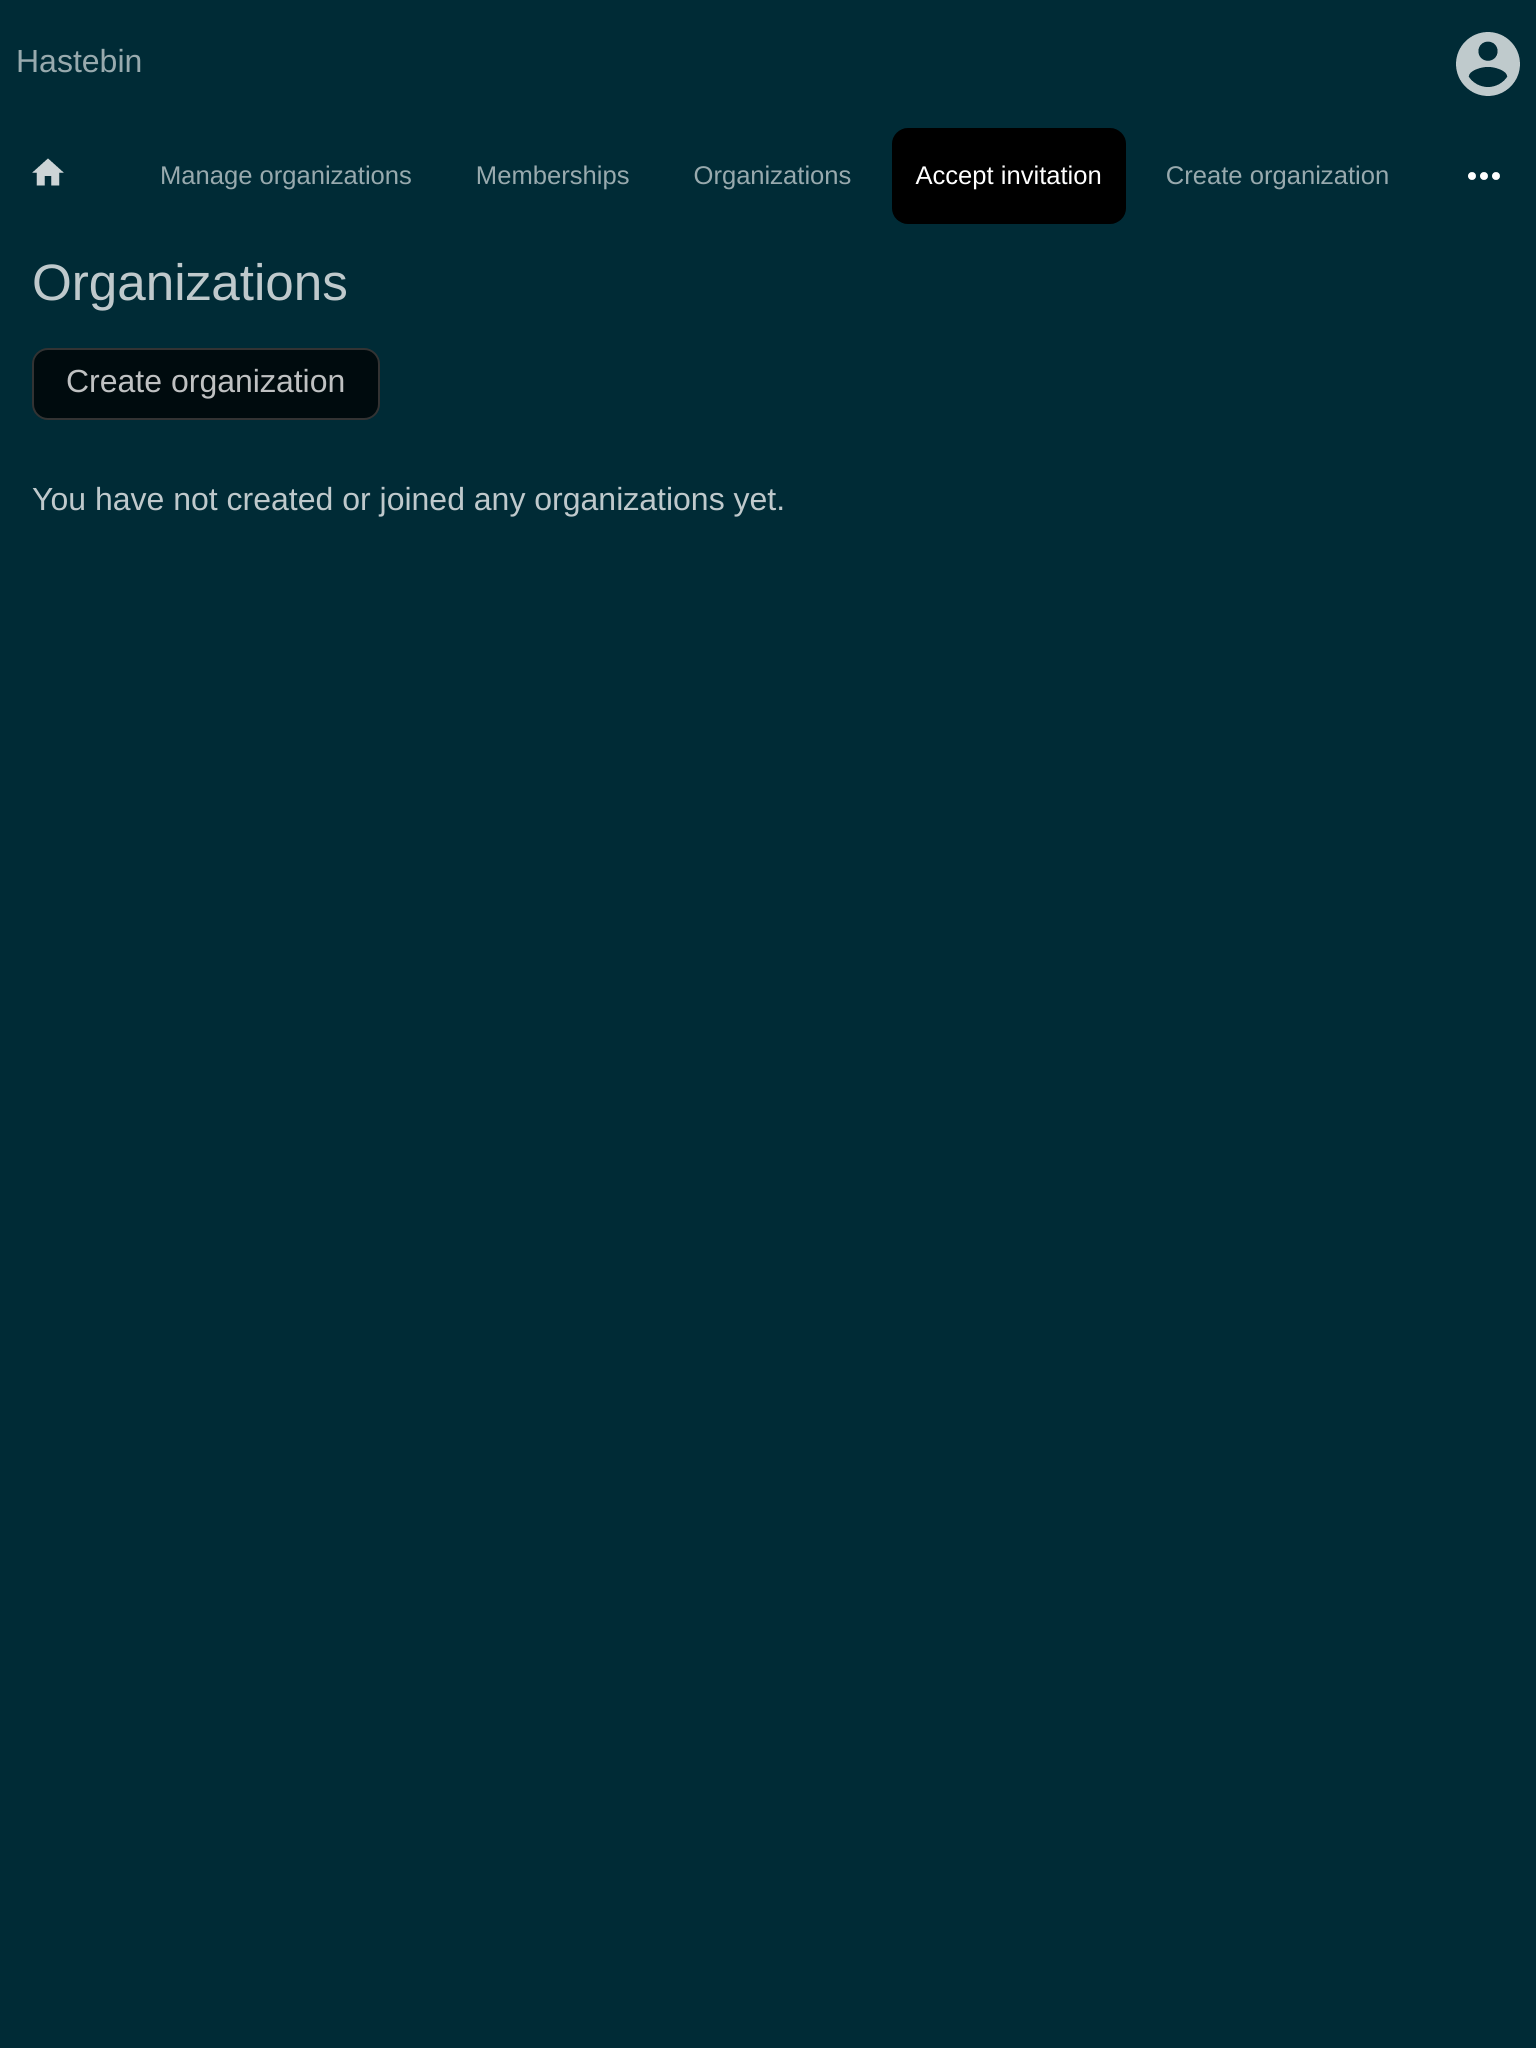 Hastebin
Manage organizations Memberships Organizations Accept invitation Create organization
Organizations
Create organization
You have not created or joined any organizations yet.